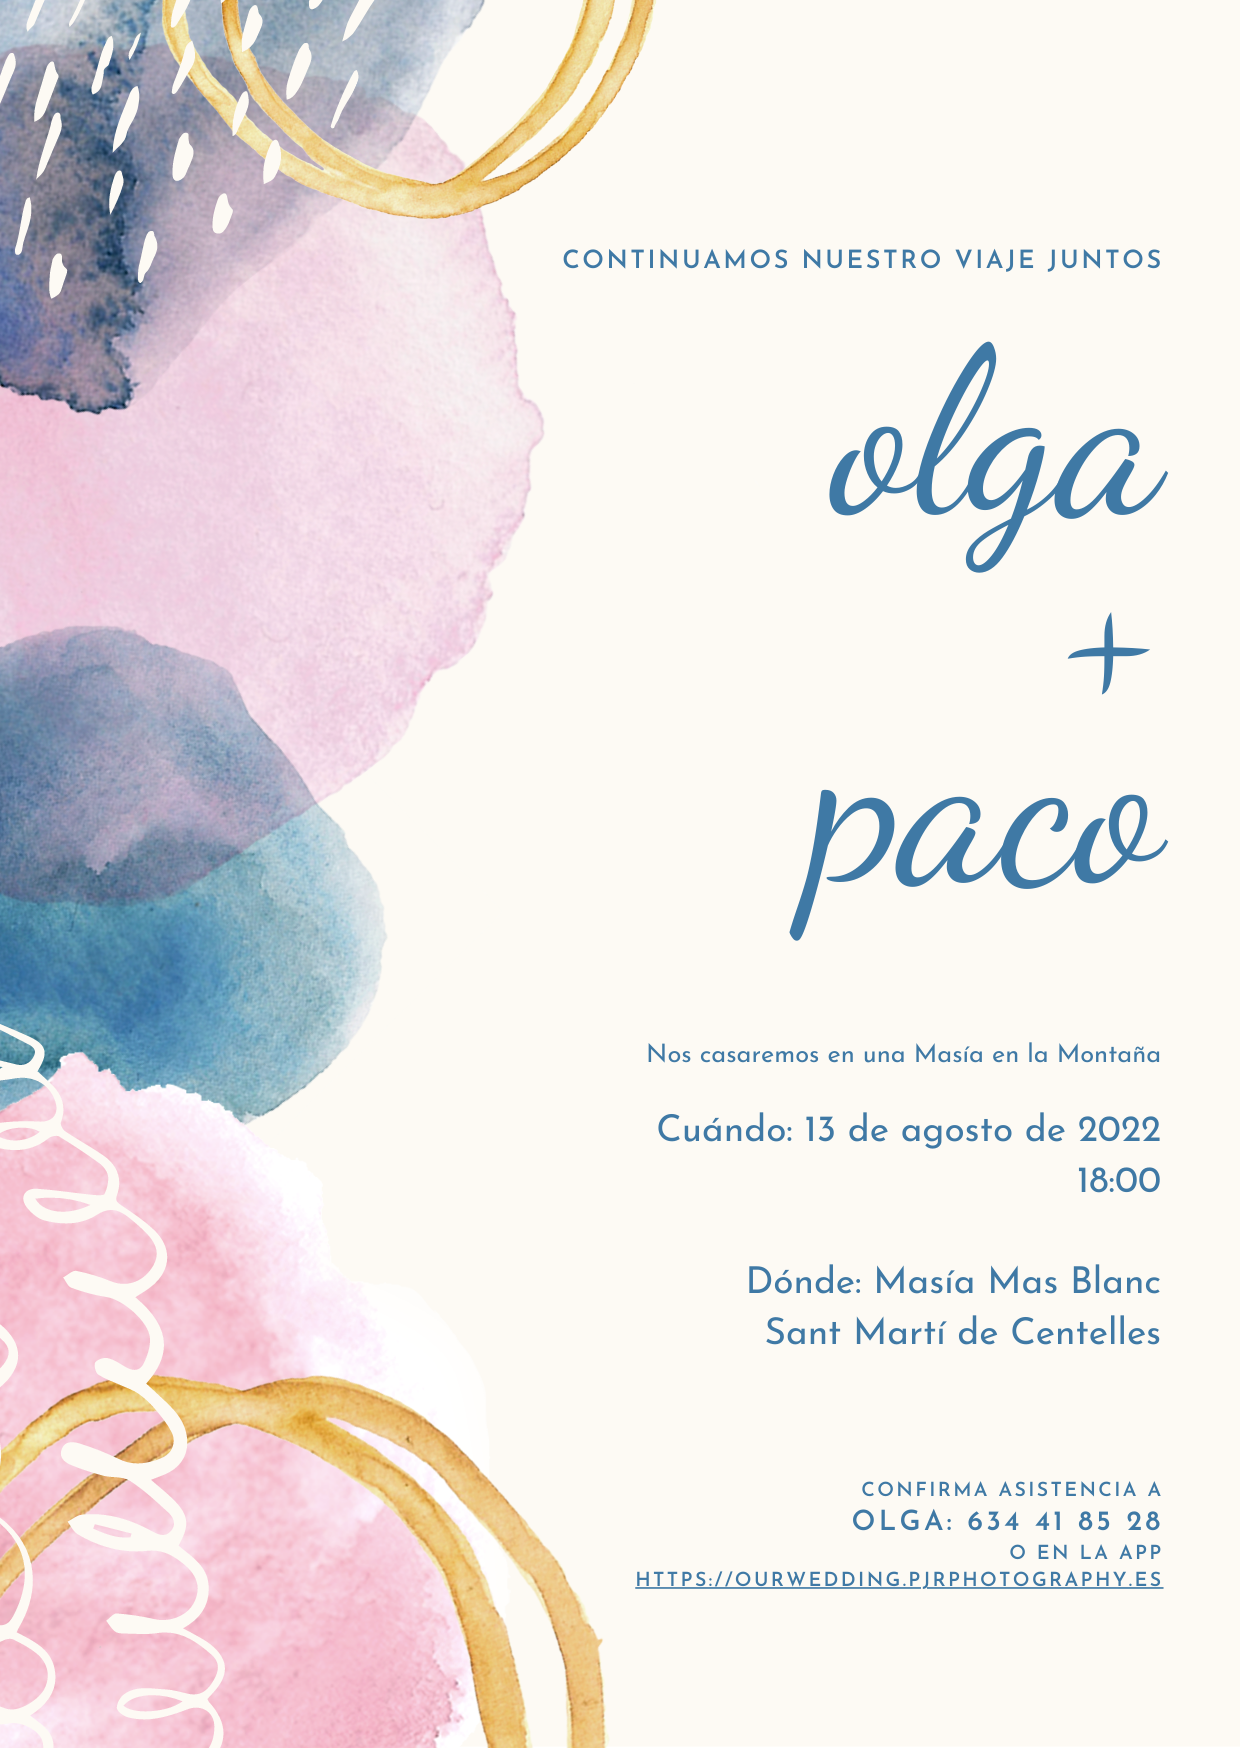 CONTINUAMOS NUESTRO VIAJE JUNTOS
olga
+
paco
Nos casaremos en una Masía en la Montaña
Cuándo: 13 de agosto de 2022
18:00
Dónde: Masía Mas Blanc
Sant Martí de Centelles
CONFIRMA ASISTENCIA A
OLGA: 634 41 85 28
O EN LA APP
HTTPS://OURWEDDING.PJRPHOTOGRAPHY.ES